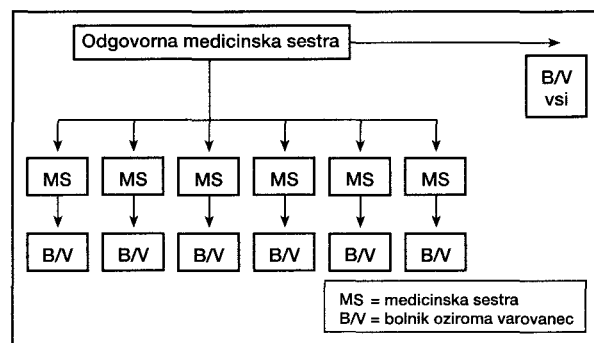 Odgovorna medicinska sestra
B/V
vsi
MS MS MS MS MS MS
B/V B/V B/V B/V B/V B/V
MS = medicinska sestra
B/V = bolnik oziroma varovanec